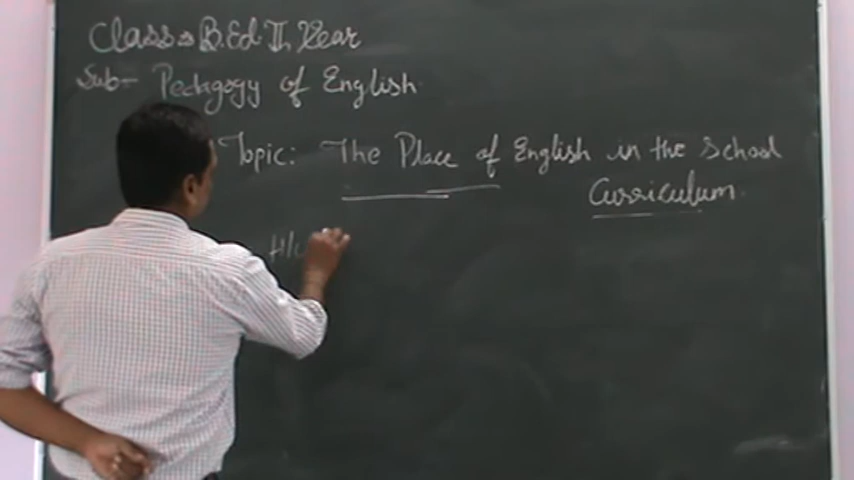 Class:- B.Ed. II Year
Sub- Pedagogy of English
Topic: The Place of English in the School
Curriculum.